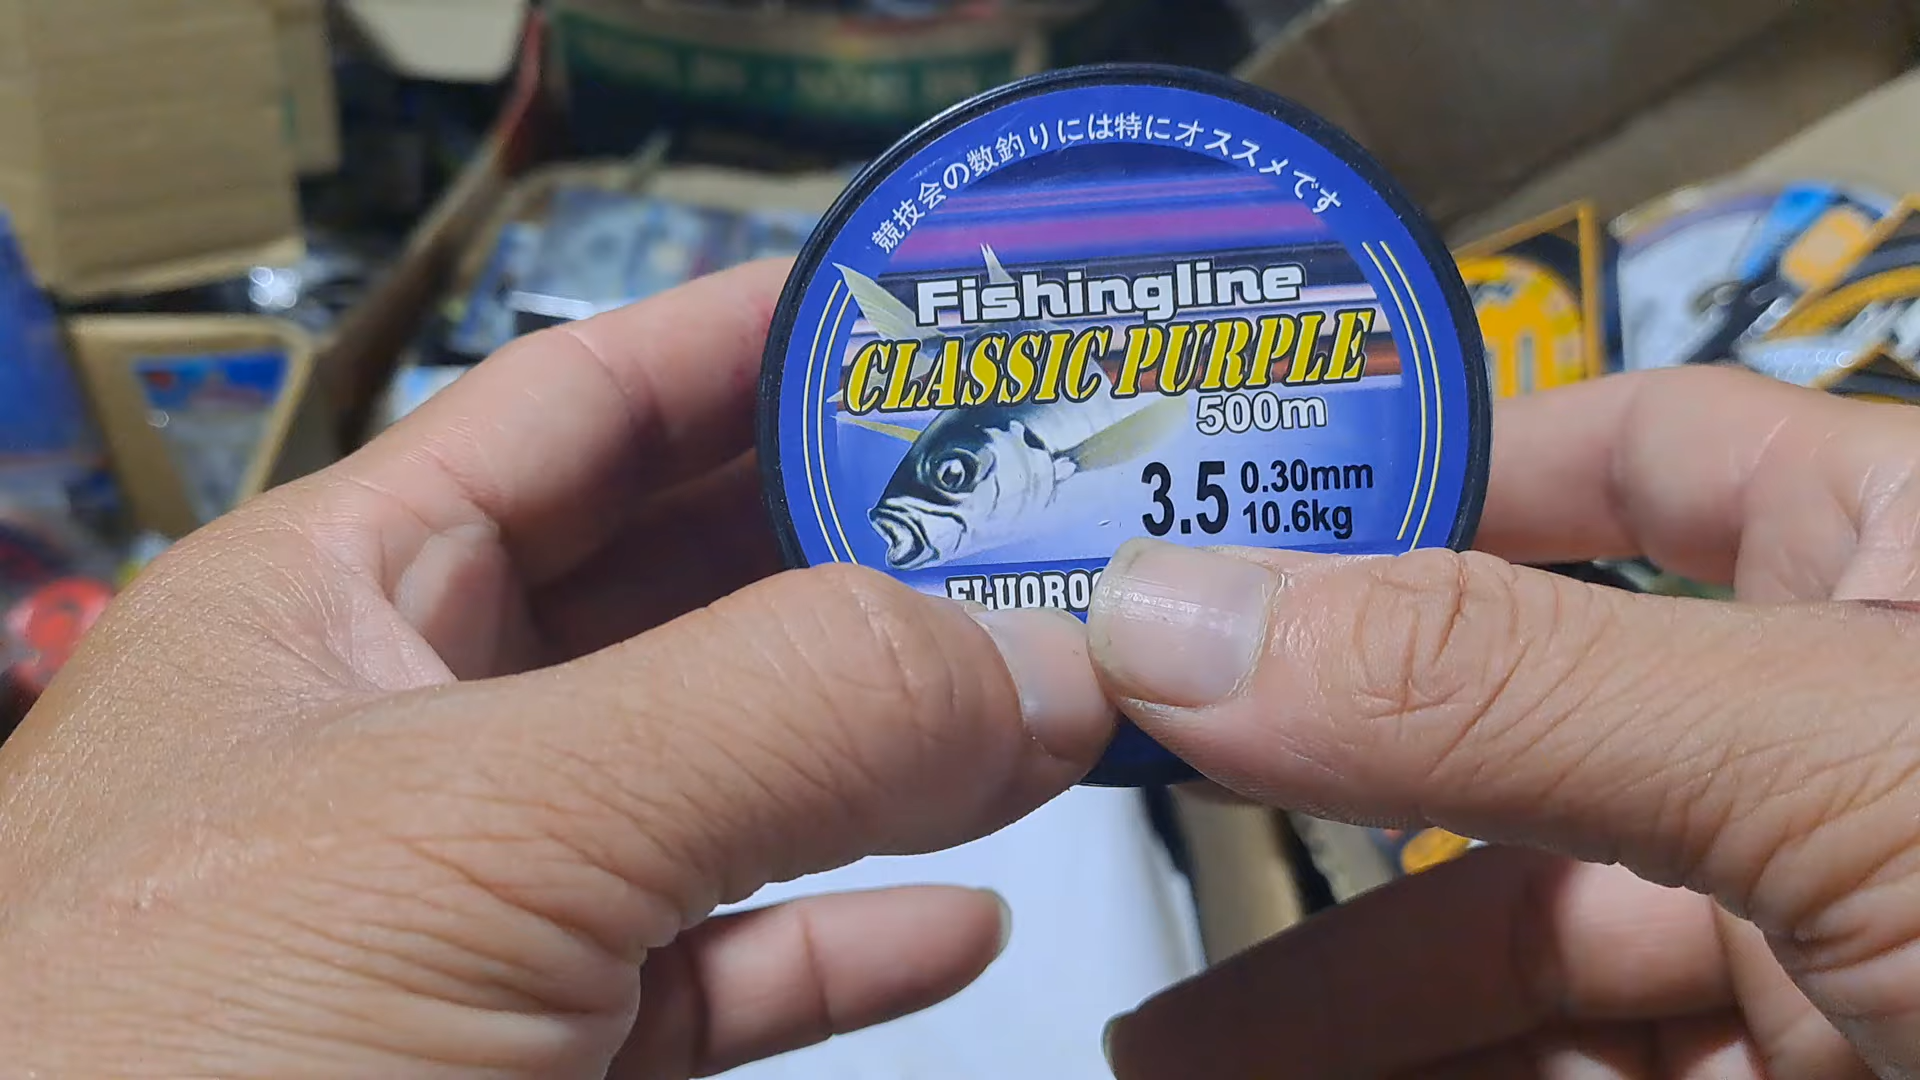 競技会の数釣りには特にオススメです
Fishingline
CLASSIC PURPLE
500m
3.5 0.30mm
10.6kg